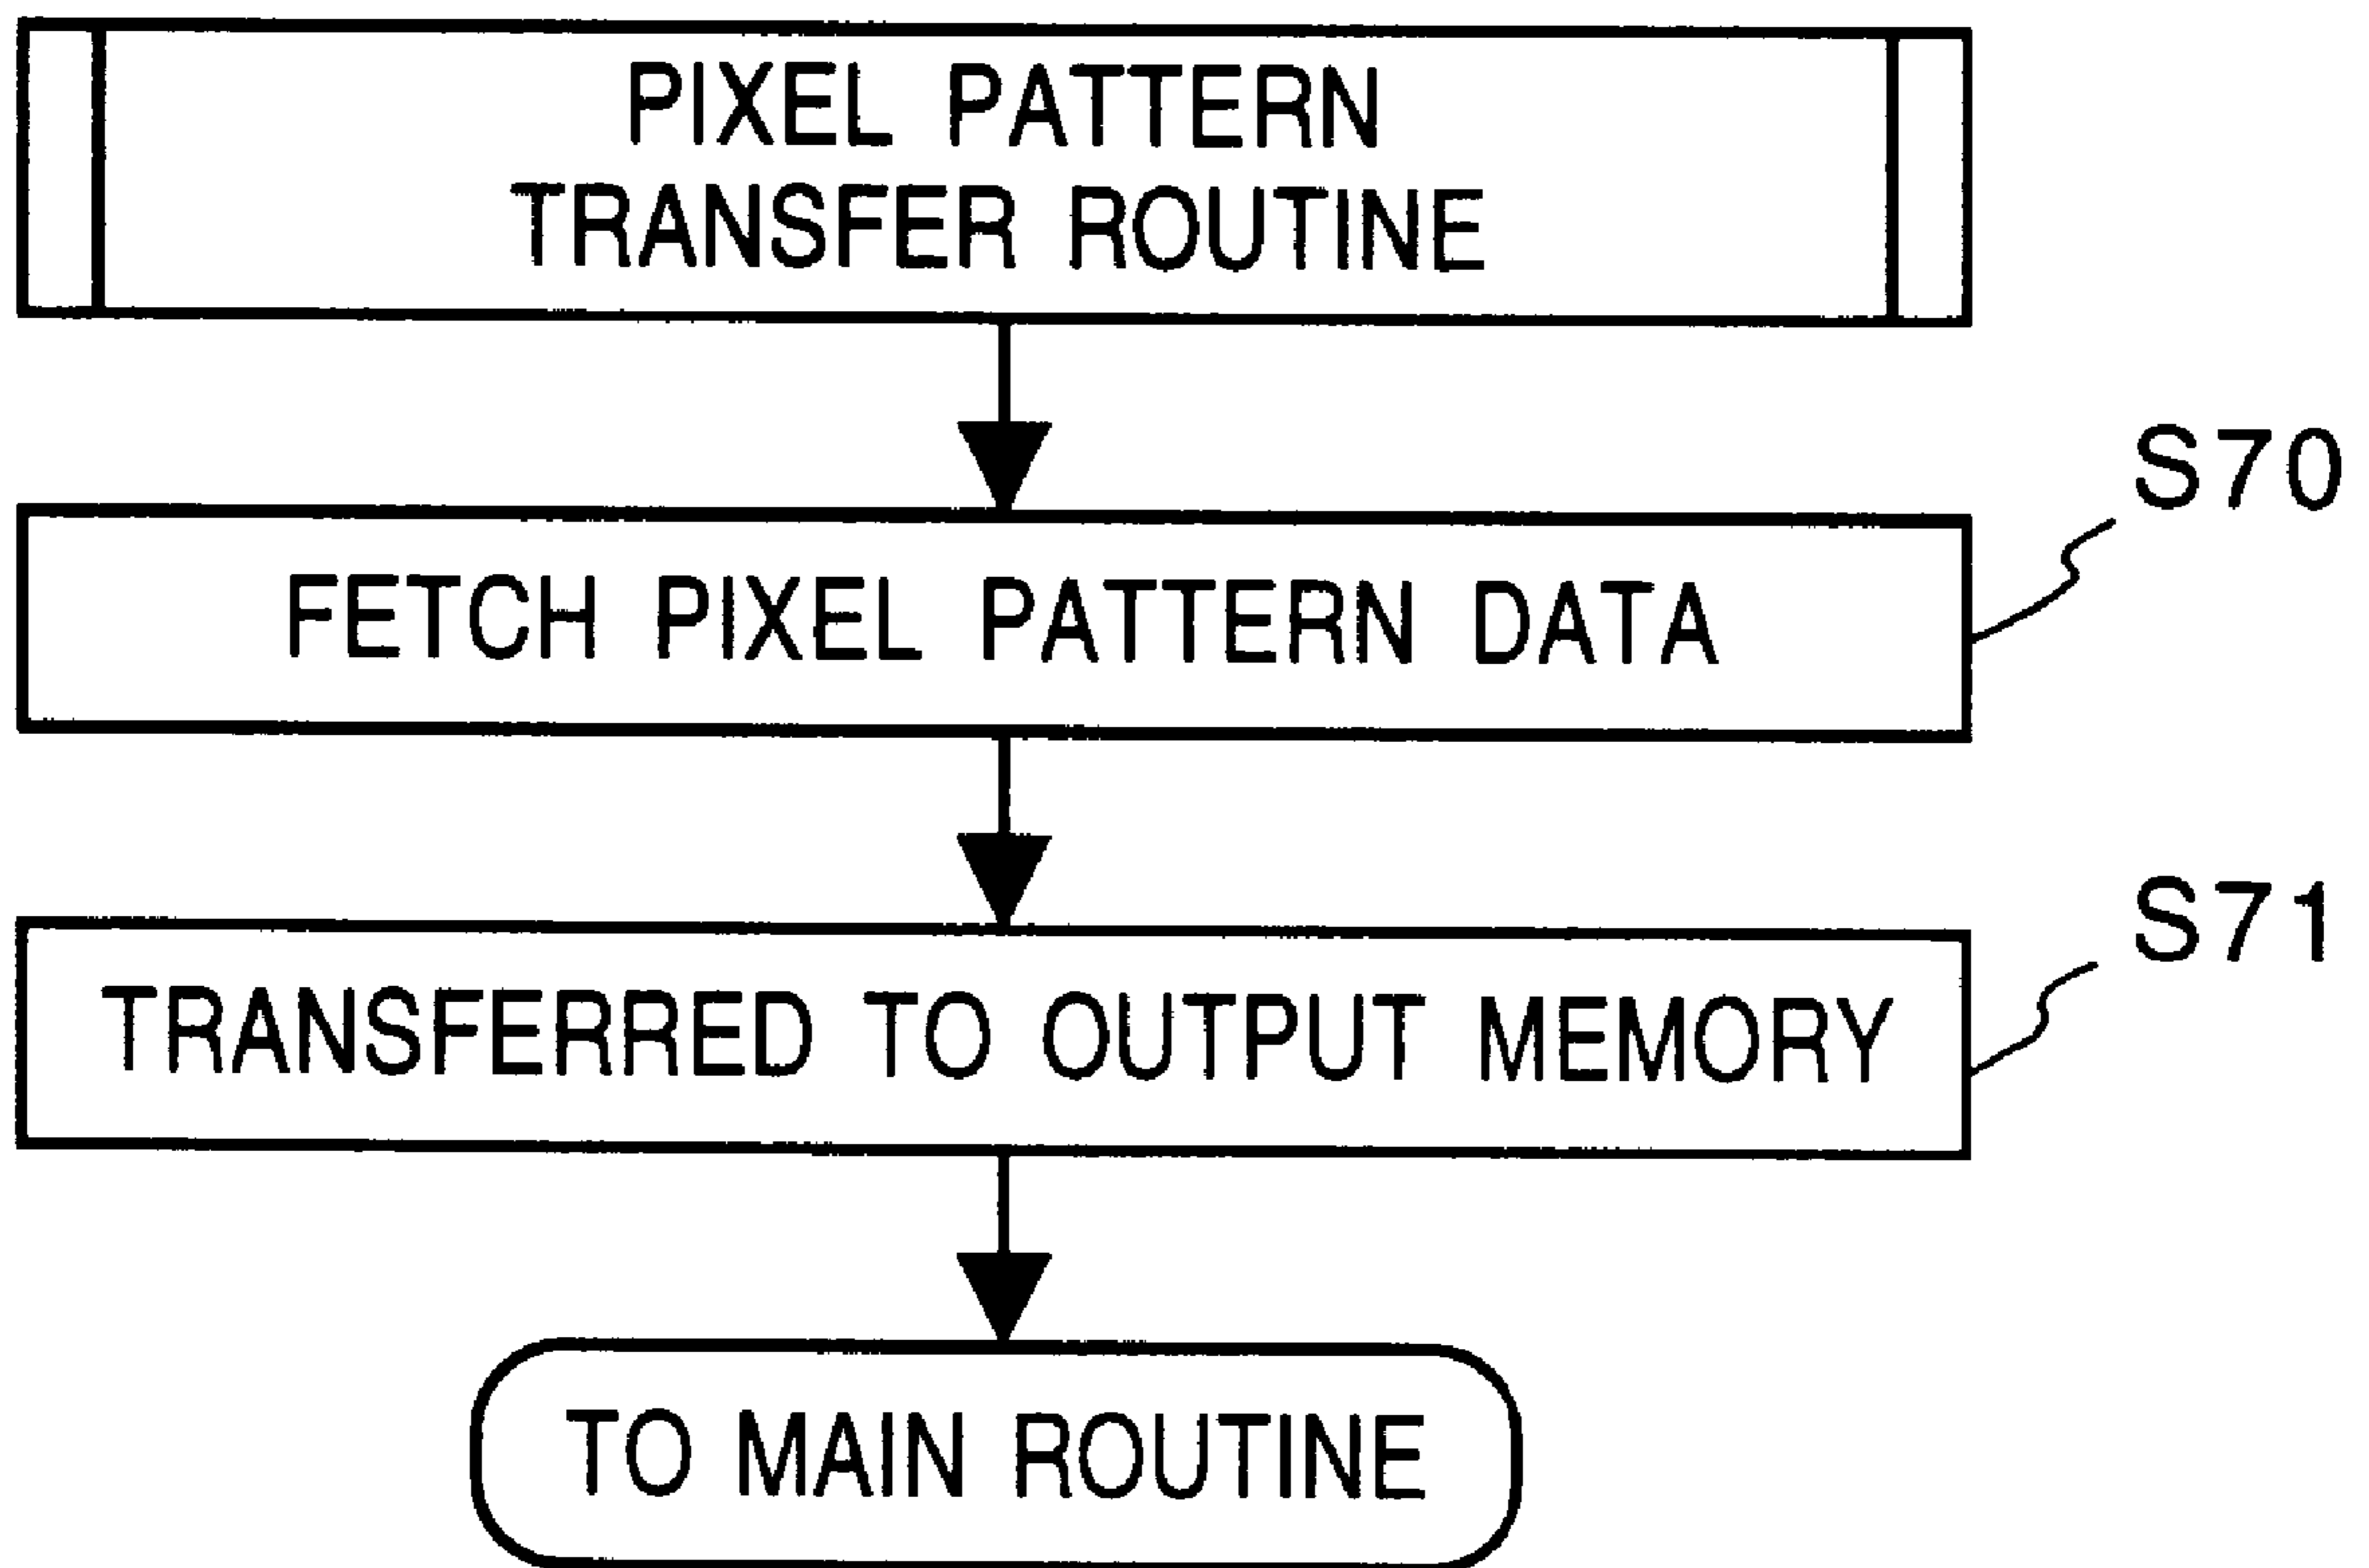 PIXEL PATTERN
TRANSFER ROUTINE
S70
FETCH PIXEL PATTERN DATA
S71
TRANSFERRED TO OUTPUT MEMORY
TO MAIN ROUTINE